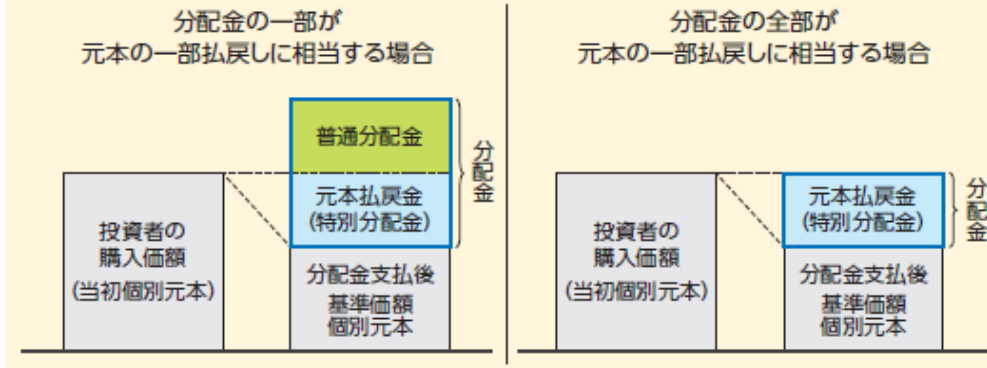 分配金の一部が
元本の一部払戻しに相当する場合
普通分配金
元本払戻金
(特別分配金)
分配金
投資者の
購入価額
(当初個別元本)
分配金支払後
基準価額
個別元本
分配金の全部が
元本の一部払戻しに相当する場合
元本払戻金
(特別分配金)
分配金
投資者の
購入価額
(当初個別元本)
分配金支払後
基準価額
個別元本